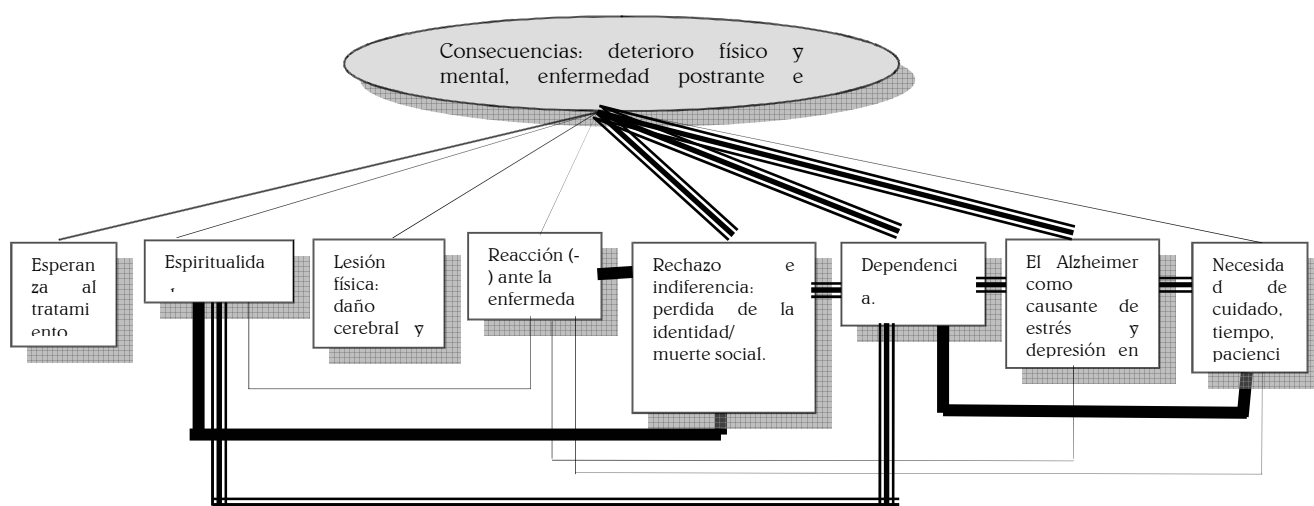 Consecuencias: deterioro físico y
mental, enfermedad postrante e
Esperan
za al
tratami
ento
Espiritualida
Lesión
física:
daño
cerebral y
Reacción (-
) ante la
enfermeda
Rechazo e
indiferencia:
perdida de la
identidad/
muerte social.
Dependenci
a.
El Alzheimer
como
causante de
estrés y
depresión en
Necesida
d de
cuidado,
tiempo,
pacienci